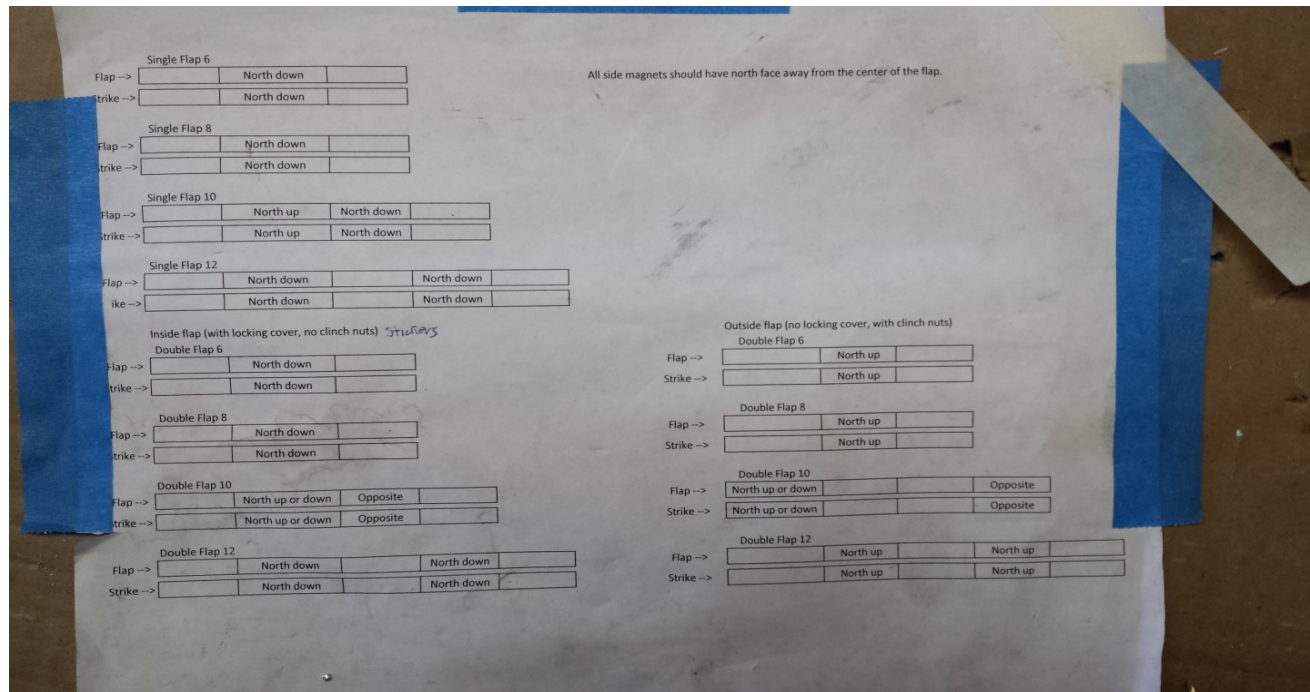 Single Flap 6
Flap --> North down
trike --> North down
All side magnets should have north face away from the center of the flap.
Single Flap 8
Flap --> North down
trike --> North down
Single Flap 10
Flap --> North up North down
trike --> North up North down
Single Flap 12
Flap --> North down North down
ike --> North down North down
Inside flap (with locking cover, no clinch nuts) Stickers
Double Flap 6
Flap --> North down
trike --> North down
Double Flap 8
Flap --> North down
trike --> North down
Double Flap 10
Flap --> North up or down Opposite
trike --> North up or down Opposite
Double Flap 12
Flap --> North down North down
Strike --> North down North down
Outside flap (no locking cover, with clinch nuts)
Double Flap 6
Flap --> North up
Strike --> North up
Double Flap 8
Flap --> North up
Strike --> North up
Double Flap 10
Flap --> North up or down Opposite
Strike --> North up or down Opposite
Double Flap 12
Flap --> North up North up
Strike --> North up North up